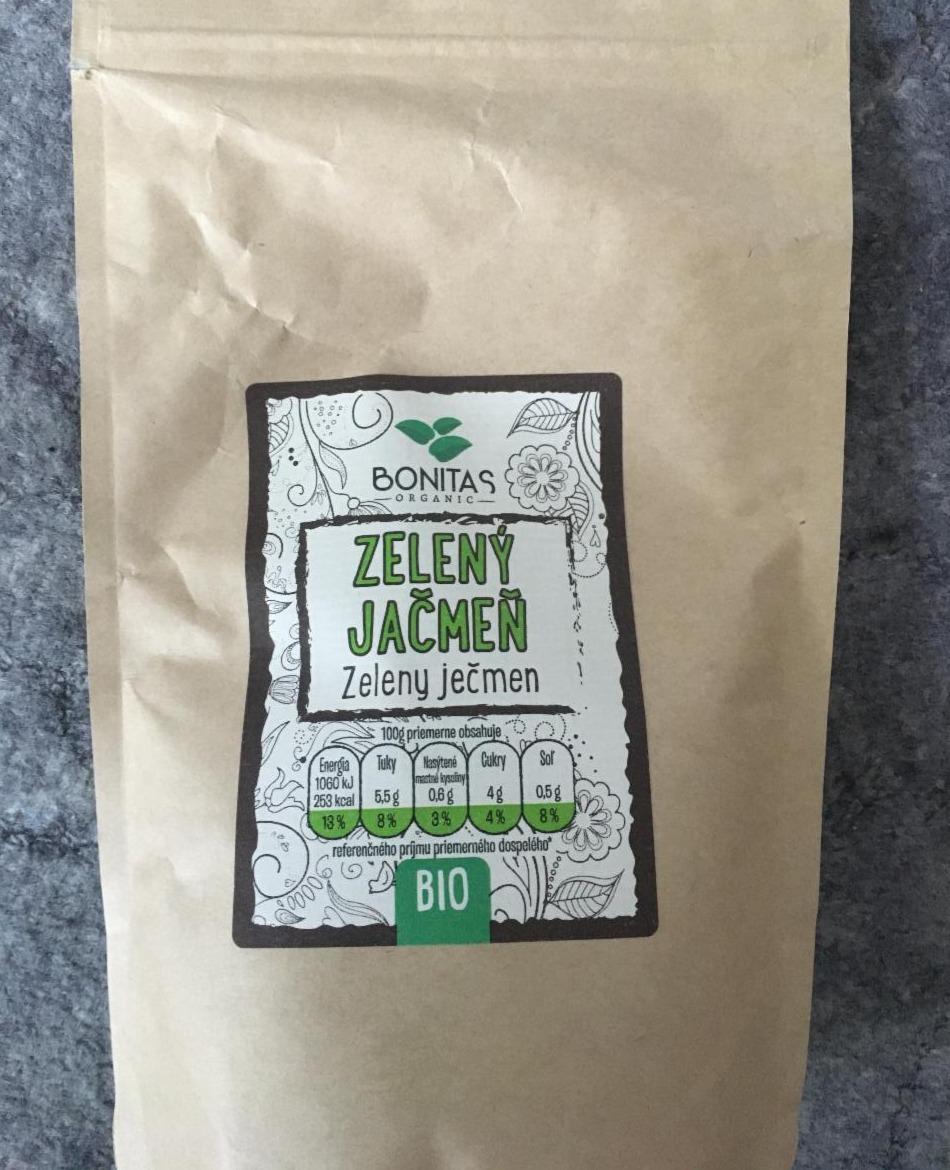 BONITAS
ORGANIC
ZELENÝ
JAČMEŇ
Zeleny ječmen
100g priemerne obsahuje
Energia
1060 kJ
253 kcal
13 %
Tuky
5,5 g
8 %
Nasýtené
mastné kyseliny
0,6 g
3 %
Cukry
4 g
4 %
Soľ
0,5 g
8 %
referenčného príjmu priemerného dospelého*
BIO